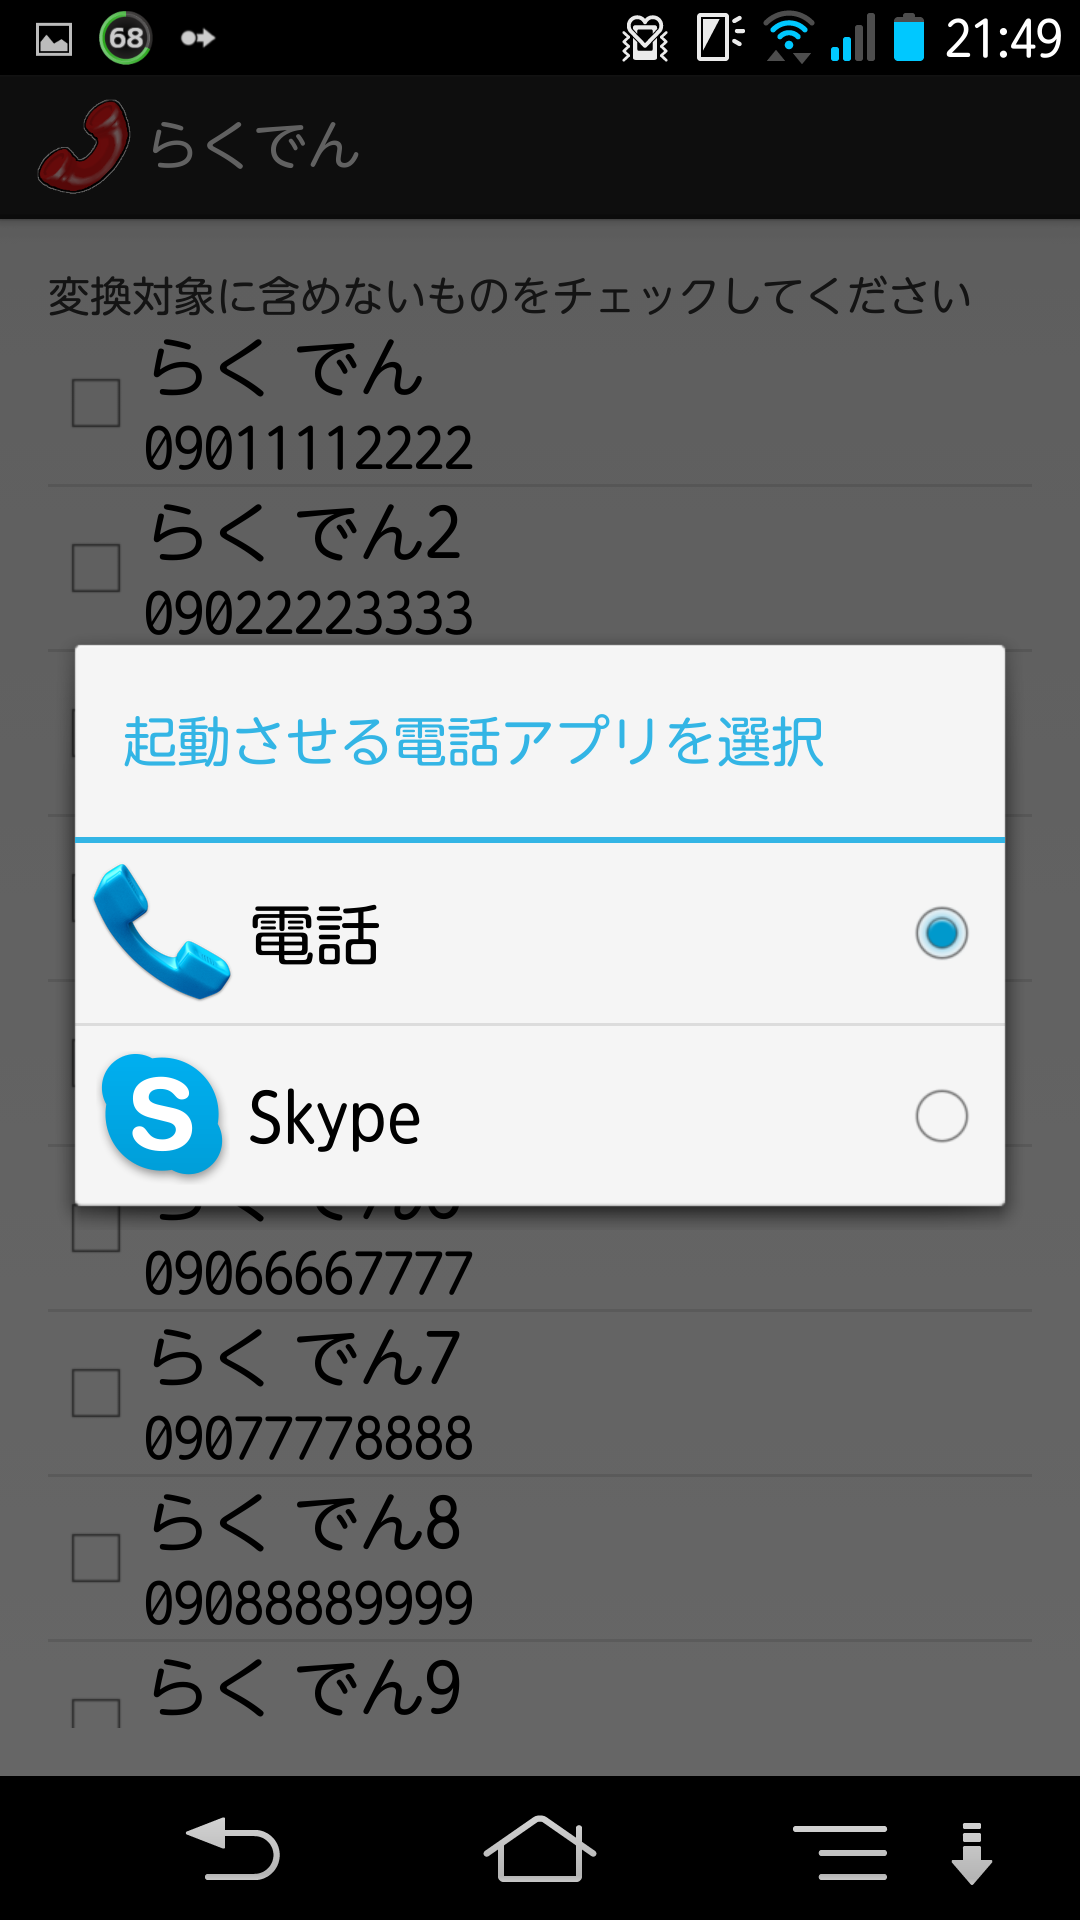 68
21:49
らくでん
変換対象に含めないものをチェックしてください
らく でん
09011112222
らく でん2
09022223333
起動させる電話アプリを選択
電話
Skype
09066667777
らく でん7
09077778888
らく でん8
09088889999
らく でん9